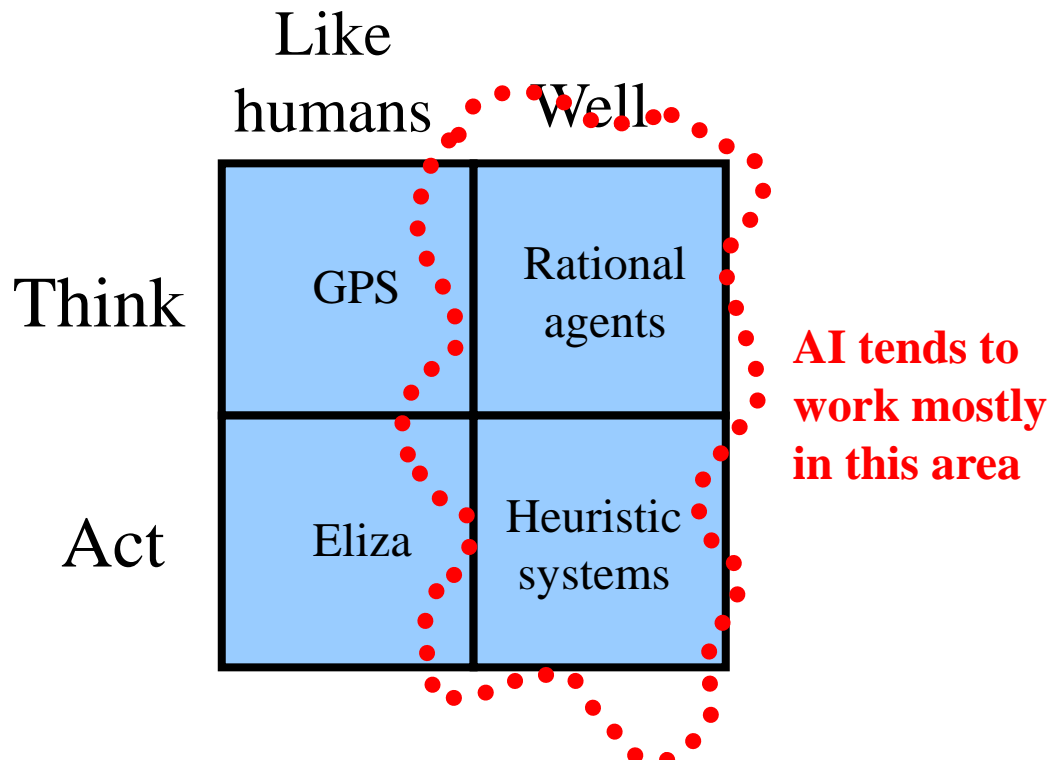 Like
humans
Well
Think
GPS
Rational
agents
AI tends to
work mostly
in this area
Act
Eliza
Heuristic
systems